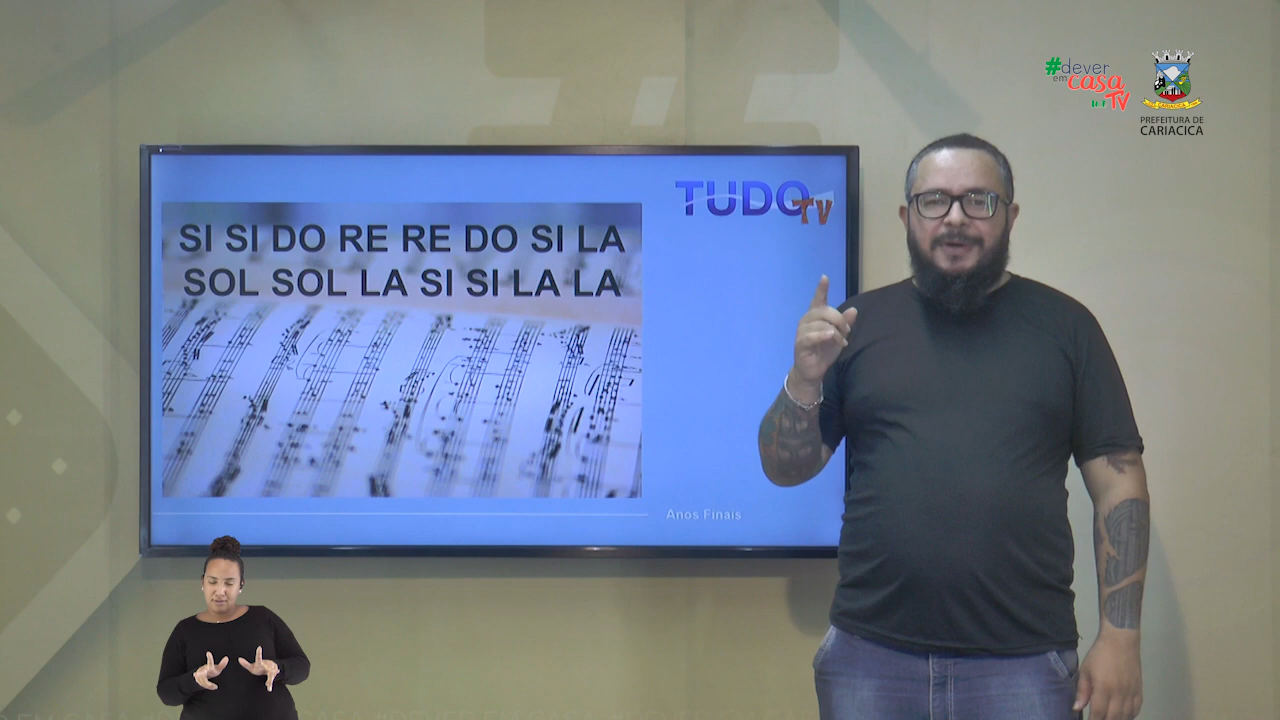 #dever
em casa
na TV
CARIACICA
PREFEITURA DE
CARIACICA
TUDO
TV
SI SI DO RE RE DO SI LA
SOL SOL LA SI SI LA LA
Anos Finais